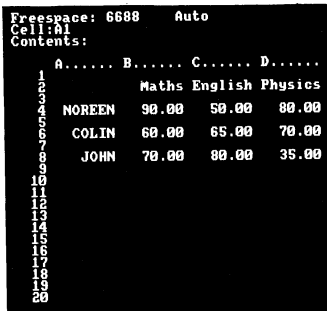 Freespace: 6688 Auto
Cell:A1
Contents:
A...... B...... C...... D......
1
2 Maths English Physics
3
4 NOREEN 90.00 50.00 80.00
5
6 COLIN 60.00 65.00 70.00
7
8 JOHN 70.00 80.00 35.00
9
10
11
12
13
14
15
16
17
18
19
20